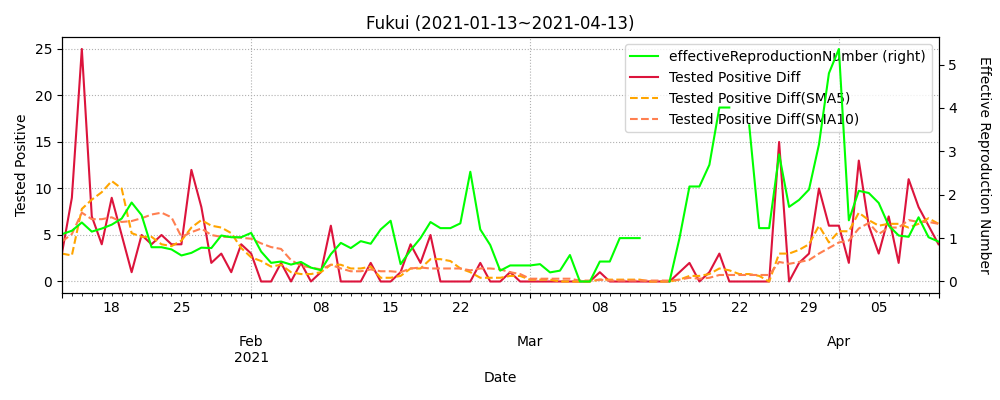 Fukui (2021-01-13~2021-04-13)
effectiveReproductionNumber (right)
Tested Positive Diff
Tested Positive Diff(SMA5)
Tested Positive Diff(SMA10)
Tested Positive
25
20
15
10
5
0
Effective Reproduction Number
5
4
3
2
1
0
18 25 08 15 22 08 15 22 29 05
Feb Mar Apr
2021
Date